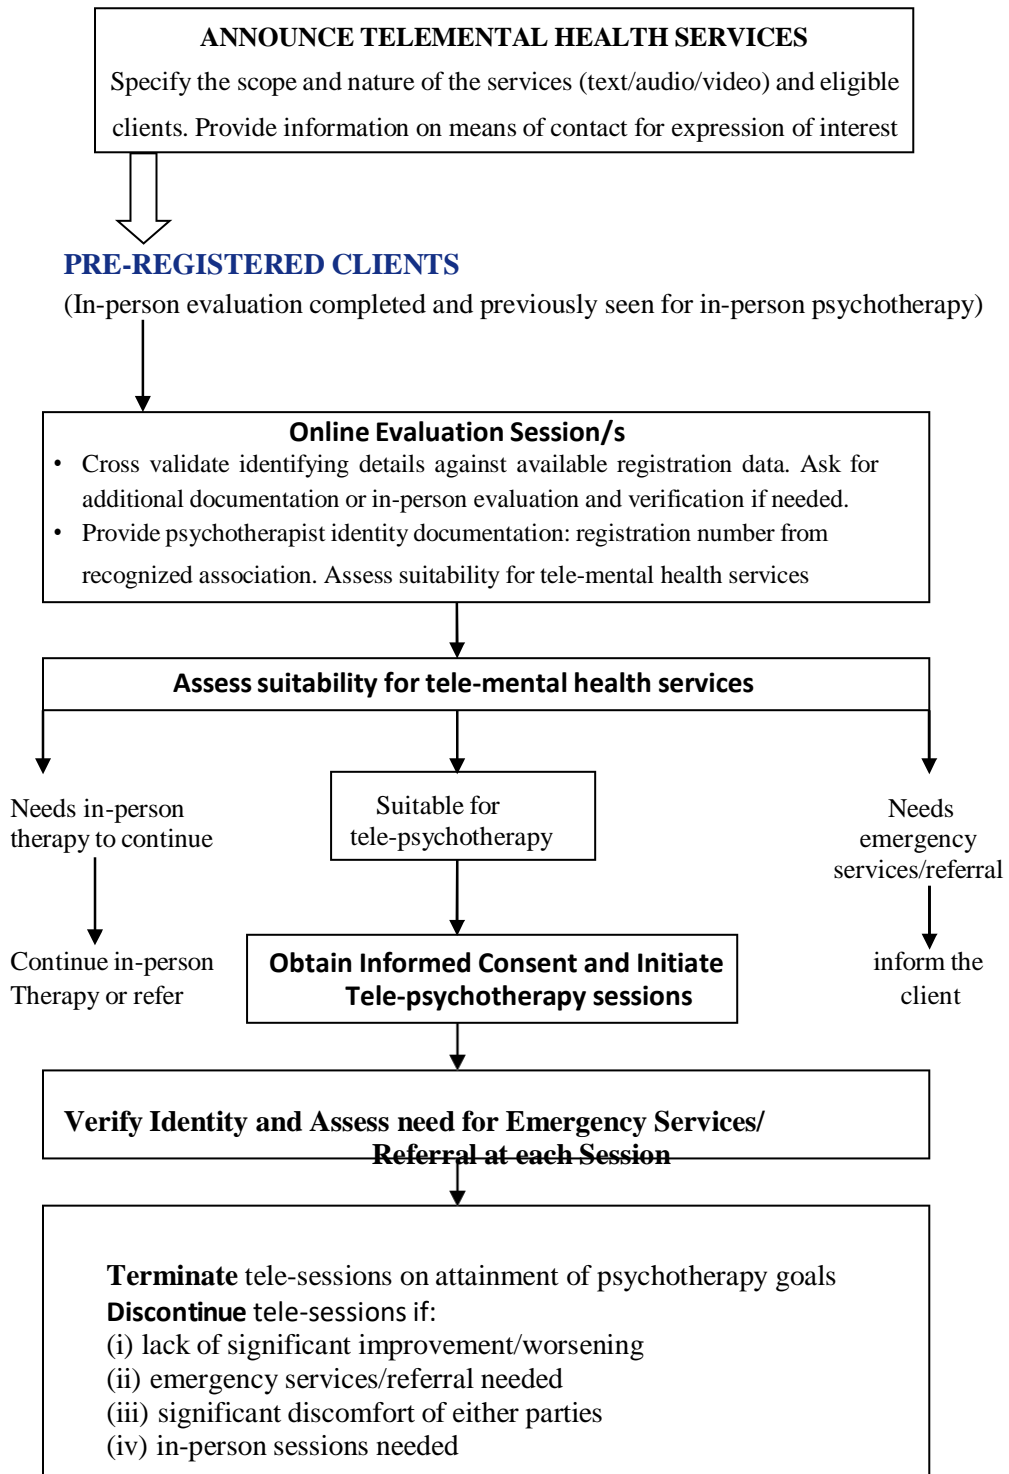 ANNOUNCE TELEMENTAL HEALTH SERVICES
Specify the scope and nature of the services (text/audio/video) and eligible
clients. Provide information on means of contact for expression of interest
PRE-REGISTERED CLIENTS
(In-person evaluation completed and previously seen for in-person psychotherapy)
Online Evaluation Session/s
• Cross validate identifying details against available registration data. Ask for
additional documentation or in-person evaluation and verification if needed.
• Provide psychotherapist identity documentation: registration number from
recognized association. Assess suitability for tele-mental health services
Assess suitability for tele-mental health services
Needs in-person
therapy to continue
Continue in-person
Therapy or refer
Suitable for
tele-psychotherapy
Obtain Informed Consent and Initiate
Tele-psychotherapy sessions
Needs
emergency
services/referral
inform the
client
Verify Identity and Assess need for Emergency Services/
Referral at each Session
Terminate tele-sessions on attainment of psychotherapy goals
Discontinue tele-sessions if:
(i) lack of significant improvement/worsening
(ii) emergency services/referral needed
(iii) significant discomfort of either parties
(iv) in-person sessions needed